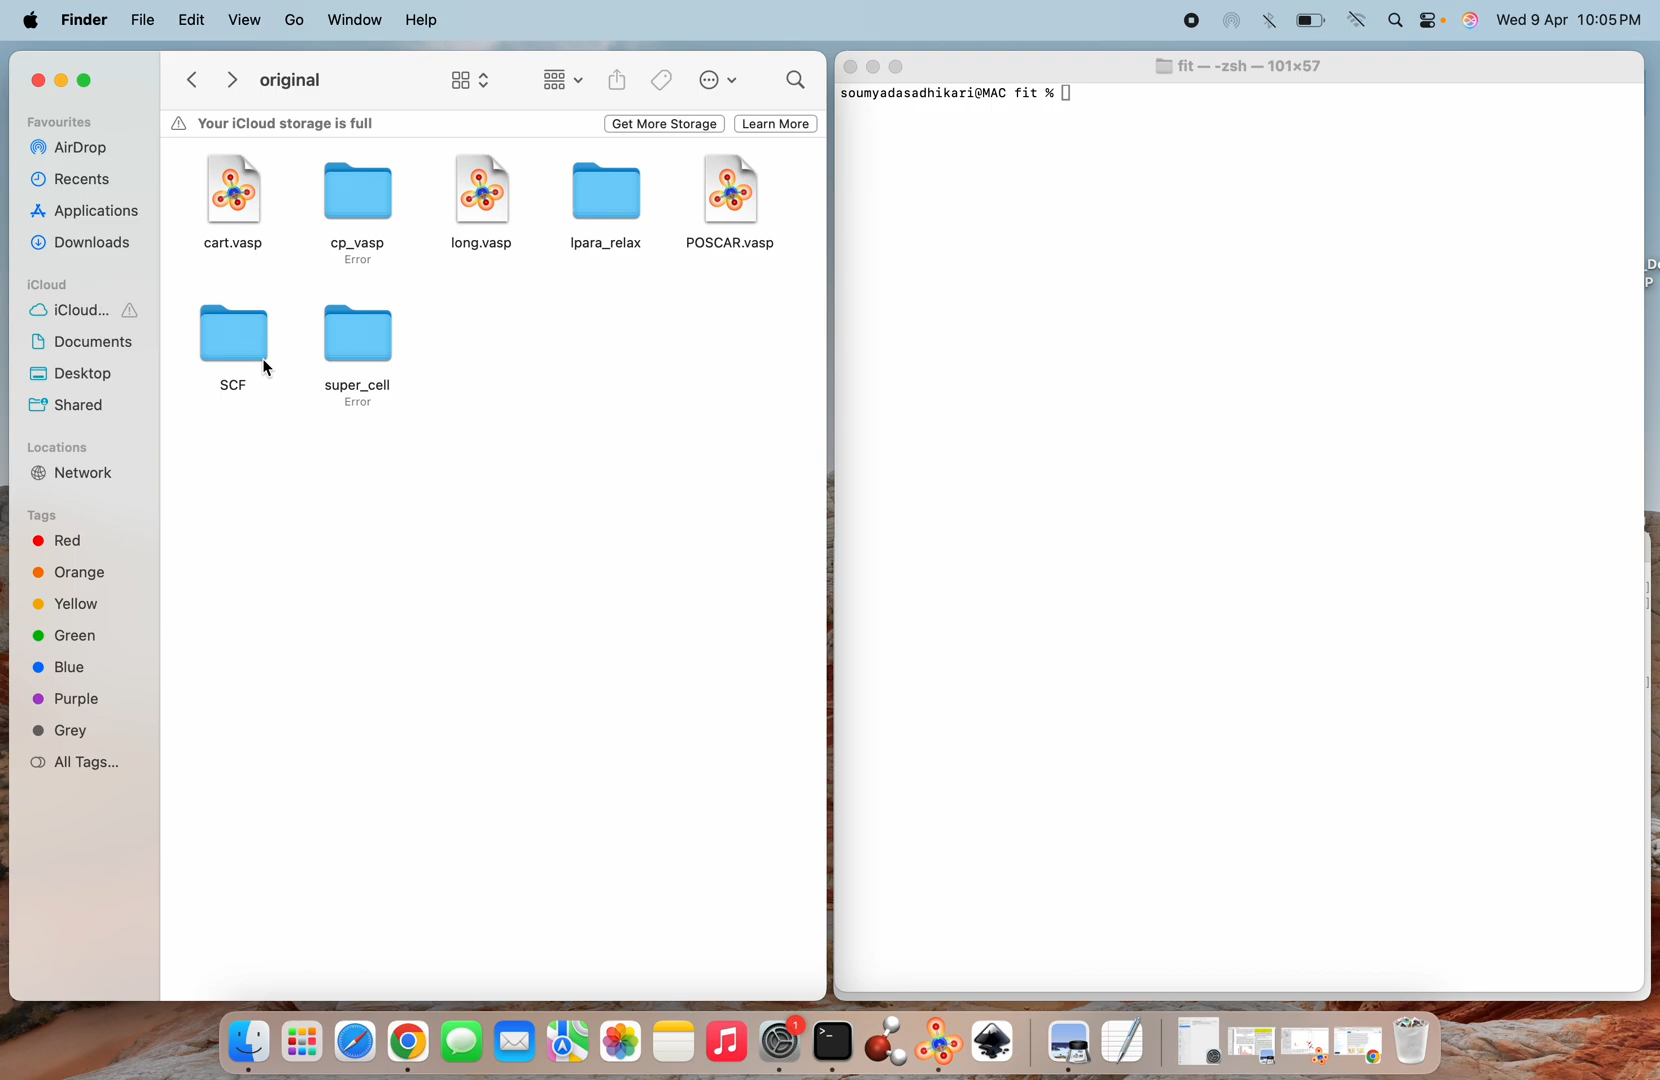 Finder File Edit View Go Window Help
Wed 9 Apr 10:05 PM
original
fit — -zsh — 101×57
soumyadasadhikari@MAC fit %
Your iCloud storage is full
Get More Storage
Learn More
Favourites
AirDrop
Recents
Applications
Downloads
iCloud
iCloud...
Documents
Desktop
Shared
Locations
Network
Tags
Red
Orange
Yellow
Green
Blue
Purple
Grey
All Tags...
cart.vasp
cp_vasp
Error
long.vasp
lpara_relax
POSCAR.vasp
SCF
super_cell
Error
1